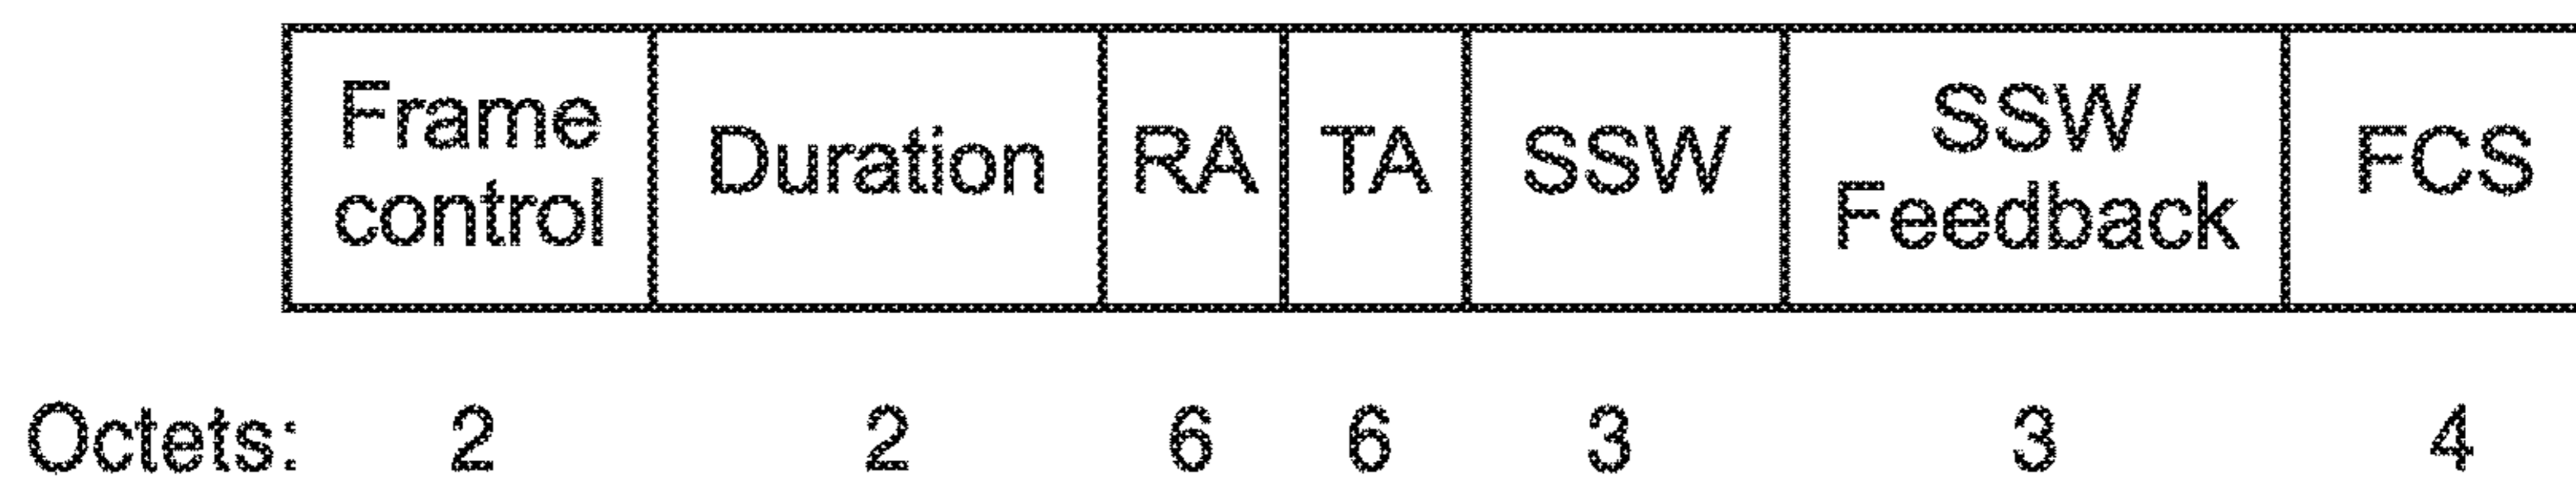 Frame
control
Duration
RA
TA
SSW
SSW
Feedback
FCS
Octets: 2 2 6 6 3 3 4